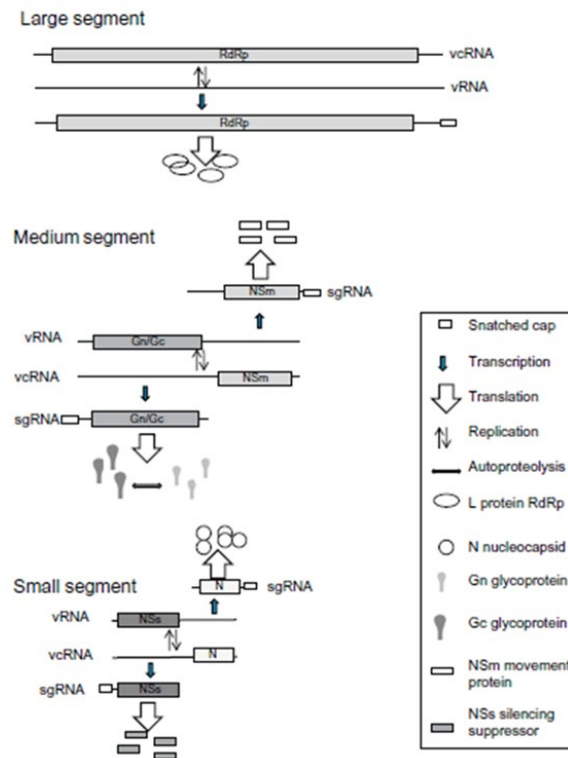 Large segment
RdRp
vcRNA
vRNA
RdRp
Medium segment
NSm
sgRNA
vRNA
Gn/Gc
vcRNA
NSm
sgRNA
Gn/Gc
Small segment
N
sgRNA
vRNA
NSs
vcRNA
N
sgRNA
NSs
Snatched cap
Transcription
Translation
Replication
Autoproteolysis
L protein RdRp
N nucleocapsid
Gn glycoprotein
Gc glycoprotein
NSm movement
protein
NSs silencing
suppressor